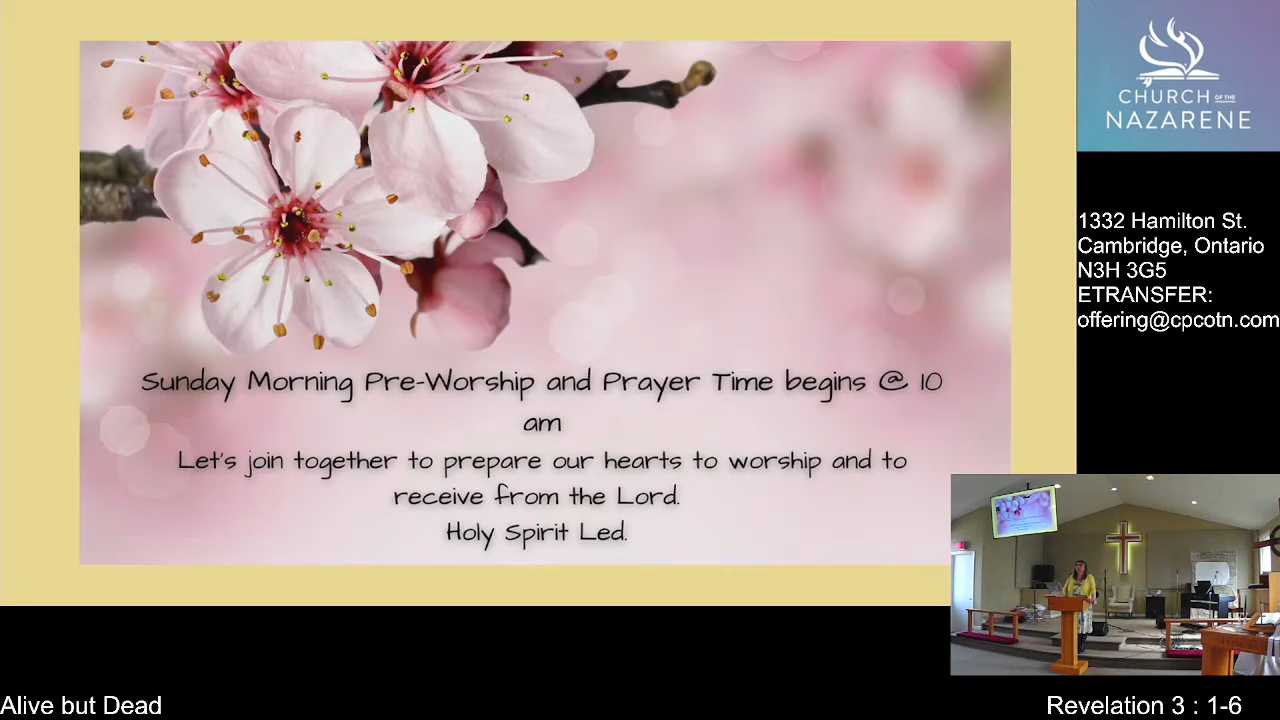 CHURCH OF THE
NAZARENE
1332 Hamilton St.
Cambridge, Ontario
N3H 3G5
ETRANSFER:
offering@cpcotn.com
Sunday Morning Pre-Worship and Prayer Time begins @ 10
am
Let's join together to prepare our hearts to worship and to
receive from the Lord.
Holy Spirit Led.
Alive but Dead
Revelation 3 : 1-6